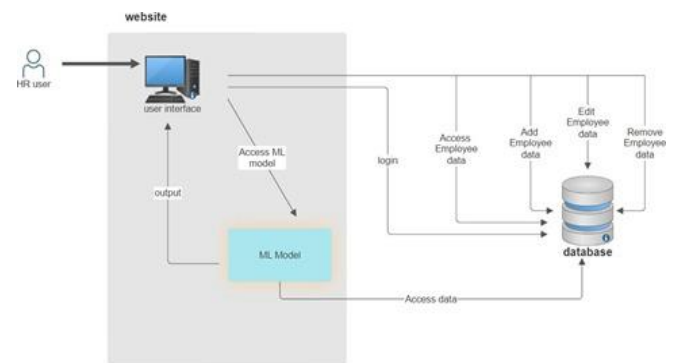 website
HR user
user interface
Access ML
model
output
ML Model
login
Access
Employee
data
Add
Employee
data
Edit
Employee
data
Remove
Employee
data
database
Access data